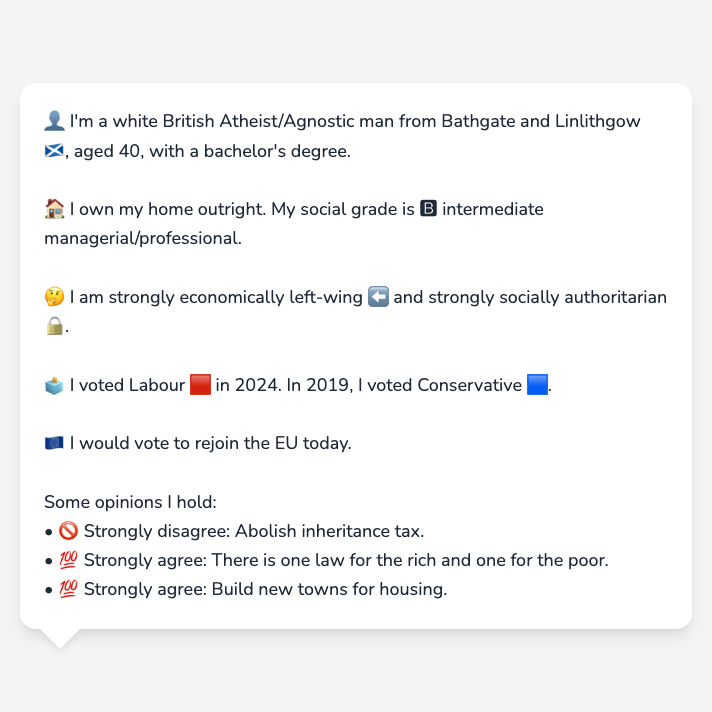 👤 I'm a white British Atheist/Agnostic man from Bathgate and Linlithgow
🏴󠁧󠁢󠁳󠁣󠁴󠁿, aged 40, with a bachelor's degree.
🏠 I own my home outright. My social grade is 🅱 intermediate
managerial/professional.
🤔 I am strongly economically left-wing ⬅️ and strongly socially authoritarian
🔒.
🗳️ I voted Labour 🟥 in 2024. In 2019, I voted Conservative 🟦.
🇪🇺 I would vote to rejoin the EU today.
Some opinions I hold:
• 🚫 Strongly disagree: Abolish inheritance tax.
• 💯 Strongly agree: There is one law for the rich and one for the poor.
• 💯 Strongly agree: Build new towns for housing.